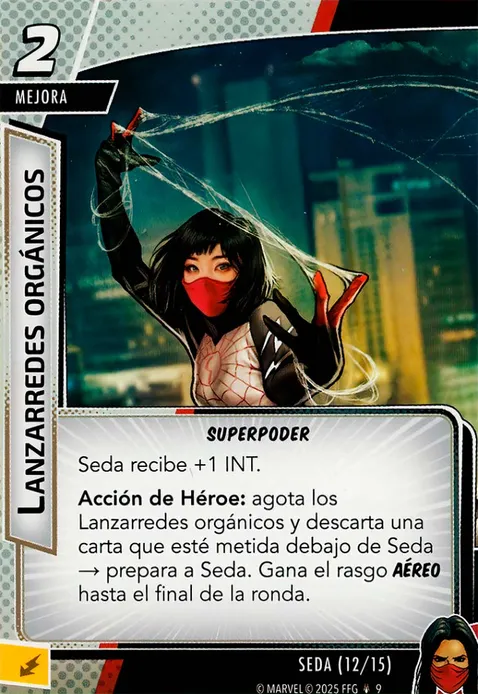 2
MEJORA
LANZARREDES ORGÁNICOS
SUPERPODER
Seda recibe +1 INT.
Acción de Héroe: agota los
Lanzarredes orgánicos y descarta una
carta que esté metida debajo de Seda
→ prepara a Seda. Gana el rasgo AÉREO
hasta el final de la ronda.
SEDA (12/15)
© MARVEL © 2025 FFG 9